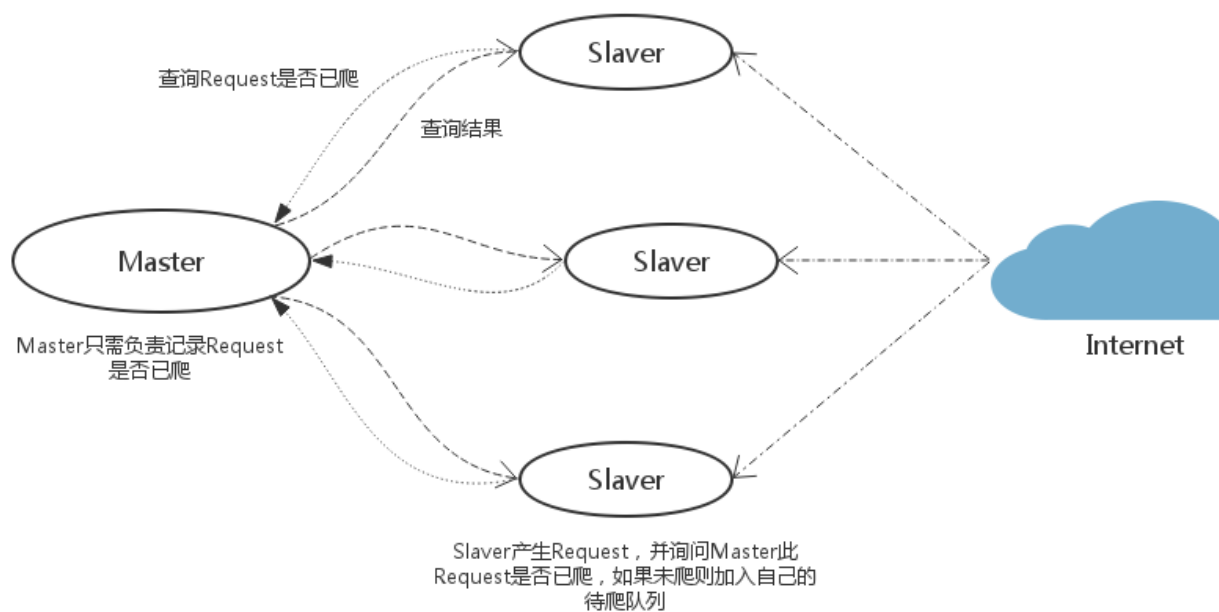 Slaver
查询Request是否已爬
查询结果
Master
Slaver
Master只需负责记录Request
是否已爬
Internet
Slaver
Slaver产生Request，并询问Master此
Request是否已爬，如果未爬则加入自己的
待爬队列